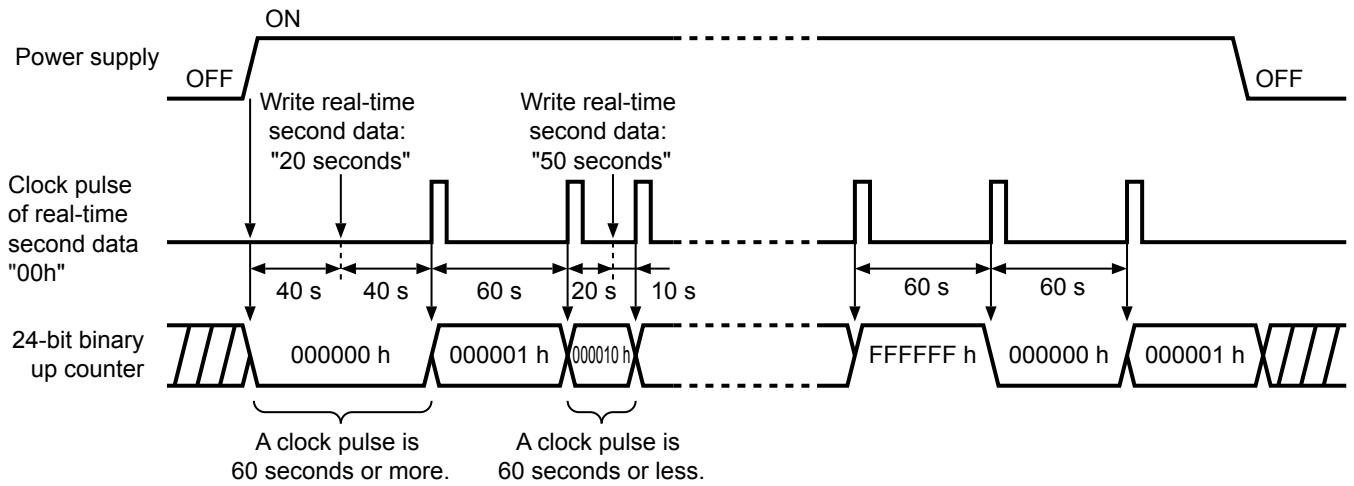 ON
Power supply
OFF
OFF
Write real-time
second data:
"20 seconds"
Write real-time
second data:
"50 seconds"
Clock pulse
of real-time
second data
"00h"
40 s
40 s
60 s
20 s
10 s
60 s
60 s
24-bit binary
up counter
000000 h
000001 h
000010 h
FFFFFF h
000000 h
000001 h
A clock pulse is
60 seconds or more.
A clock pulse is
60 seconds or less.